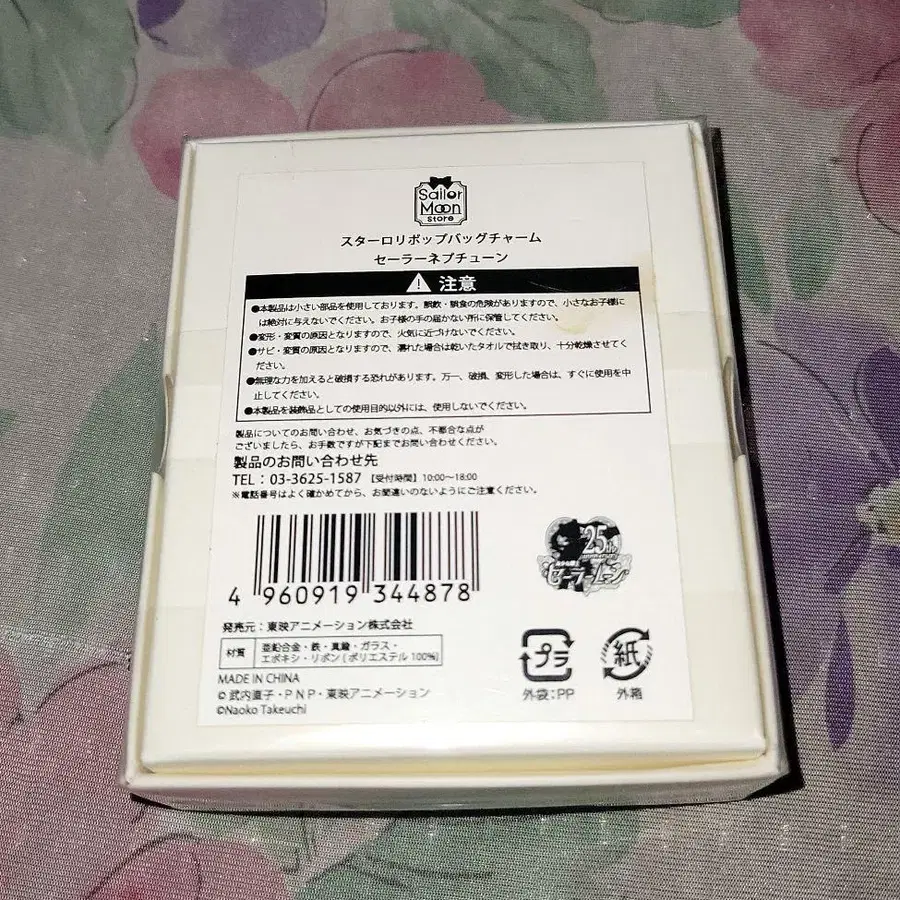 Sailor
Moon
store
スターロリポップバッグチャーム
セーラーネプチューン
注意
●本製品は小さい部品を使用しております。誤飲・誤食の危険がありますので、小さなお子様に
は絶対に与えないでください。お子様の手の届かない所に保管してください。
●変形・変質の原因となりますので、火気に近づけないでください。
●サビ・変質の原因となりますので、濡れた場合は乾いたタオルで拭き取り、十分乾燥させてく
ださい。
●無理な力を加えると破損する恐れがあります。万一、破損、変形した場合は、すぐに使用を中
止してください。
●本製品を装飾品としての使用目的以外には、使用しないでください。
製品についてのお問い合わせ、お気づきの点、不都合な点が
ございましたら、お手数ですが下記までお問い合わせください。
製品のお問い合わせ先
TEL：03-3625-1587 【受付時間】10:00～18:00
※電話番号はよく確かめてから、お間違いのないようにご注意ください。
4 960919 344878
25th
anniversary
セーラームーン
発売元：東映アニメーション株式会社
材質 亜鉛合金・鉄・真鍮・ガラス・
エポキシ・リボン(ポリエステル100%)
プラ
紙
外袋：PP
外箱
MADE IN CHINA
© 武内直子・PNP・東映アニメーション
©Naoko Takeuchi